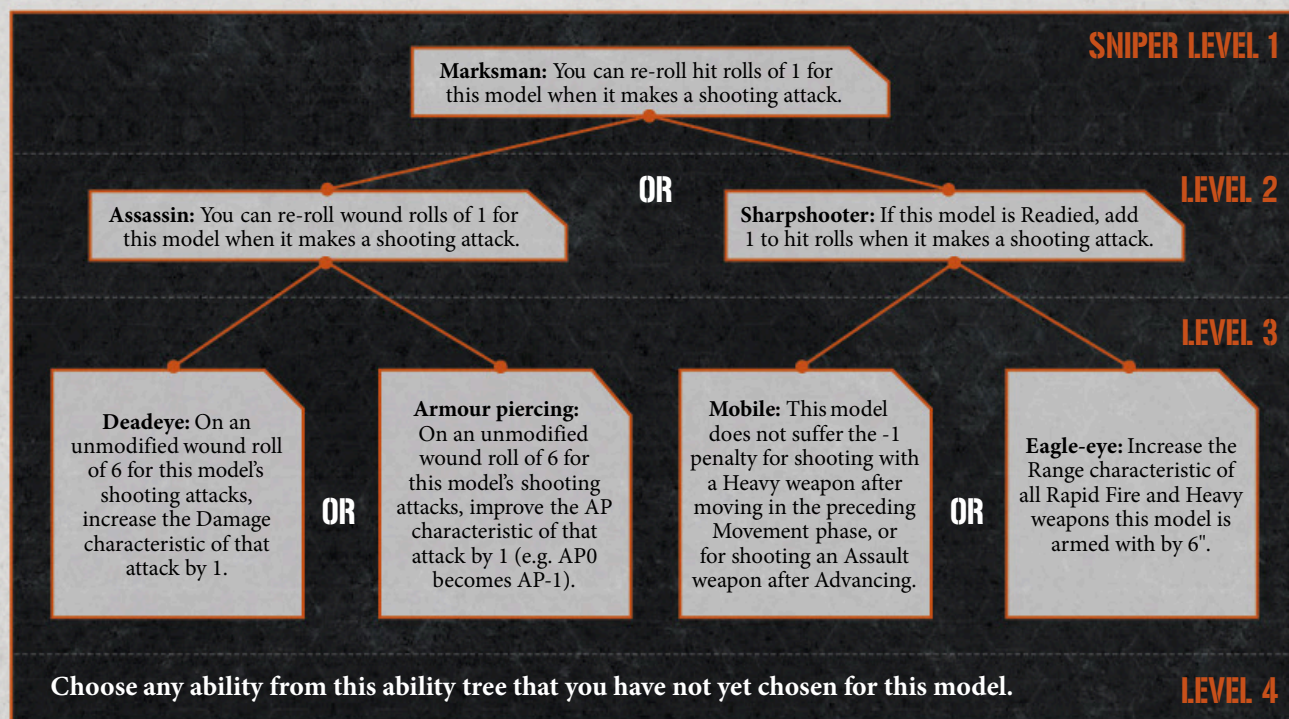 SNIPER LEVEL 1
Marksman: You can re-roll hit rolls of 1 for
this model when it makes a shooting attack.
OR
LEVEL 2
Assassin: You can re-roll wound rolls of 1 for
this model when it makes a shooting attack.
Sharpshooter: If this model is Readied, add
1 to hit rolls when it makes a shooting attack.
LEVEL 3
Deadeye: On an
unmodified wound roll
of 6 for this model's
shooting attacks,
increase the Damage
characteristic of that
attack by 1.
OR
Armour piercing:
On an unmodified
wound roll of 6 for
this model's shooting
attacks, improve the AP
characteristic of that
attack by 1 (e.g. AP0
becomes AP-1).
Mobile: This model
does not suffer the -1
penalty for shooting with
a Heavy weapon after
moving in the preceding
Movement phase, or
for shooting an Assault
weapon after Advancing.
OR
Eagle-eye: Increase the
Range characteristic of
all Rapid Fire and Heavy
weapons this model is
armed with by 6".
Choose any ability from this ability tree that you have not yet chosen for this model.
LEVEL 4